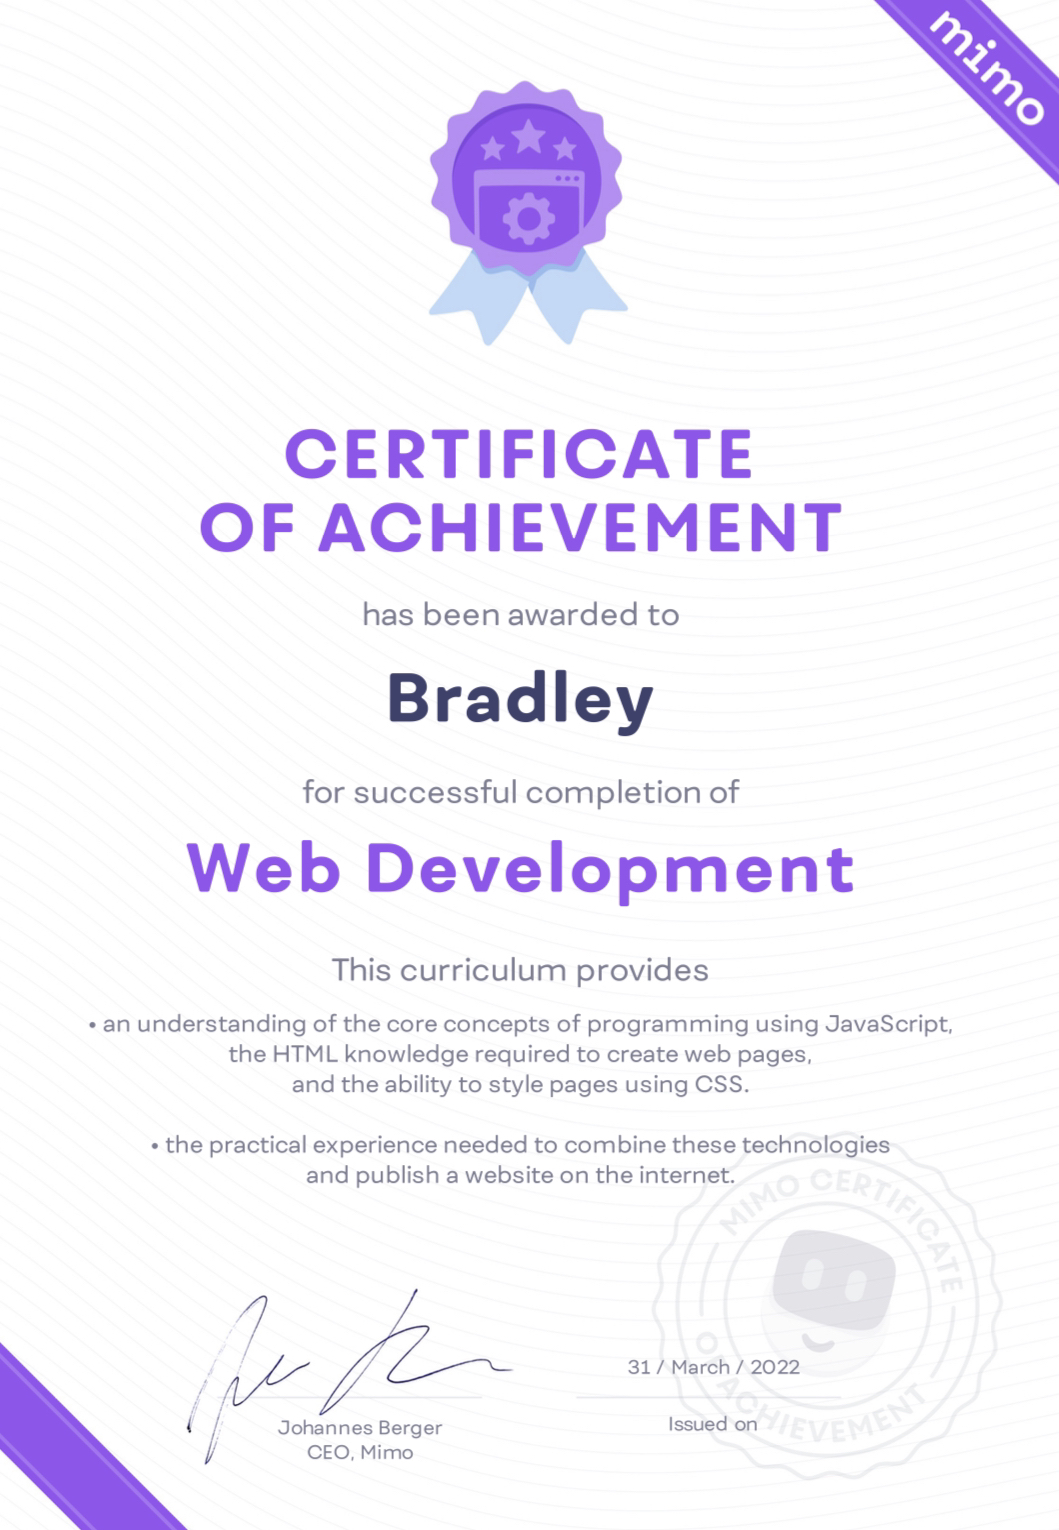 mimo
CERTIFICATE
OF ACHIEVEMENT
has been awarded to
Bradley
for successful completion of
Web Development
This curriculum provides
• an understanding of the core concepts of programming using JavaScript,
the HTML knowledge required to create web pages,
and the ability to style pages using CSS.
• the practical experience needed to combine these technologies
and publish a website on the internet.
MIMO CERTIFICATE
OF ACHIEVEMENT
Johannes Berger
CEO, Mimo
31 / March / 2022
Issued on